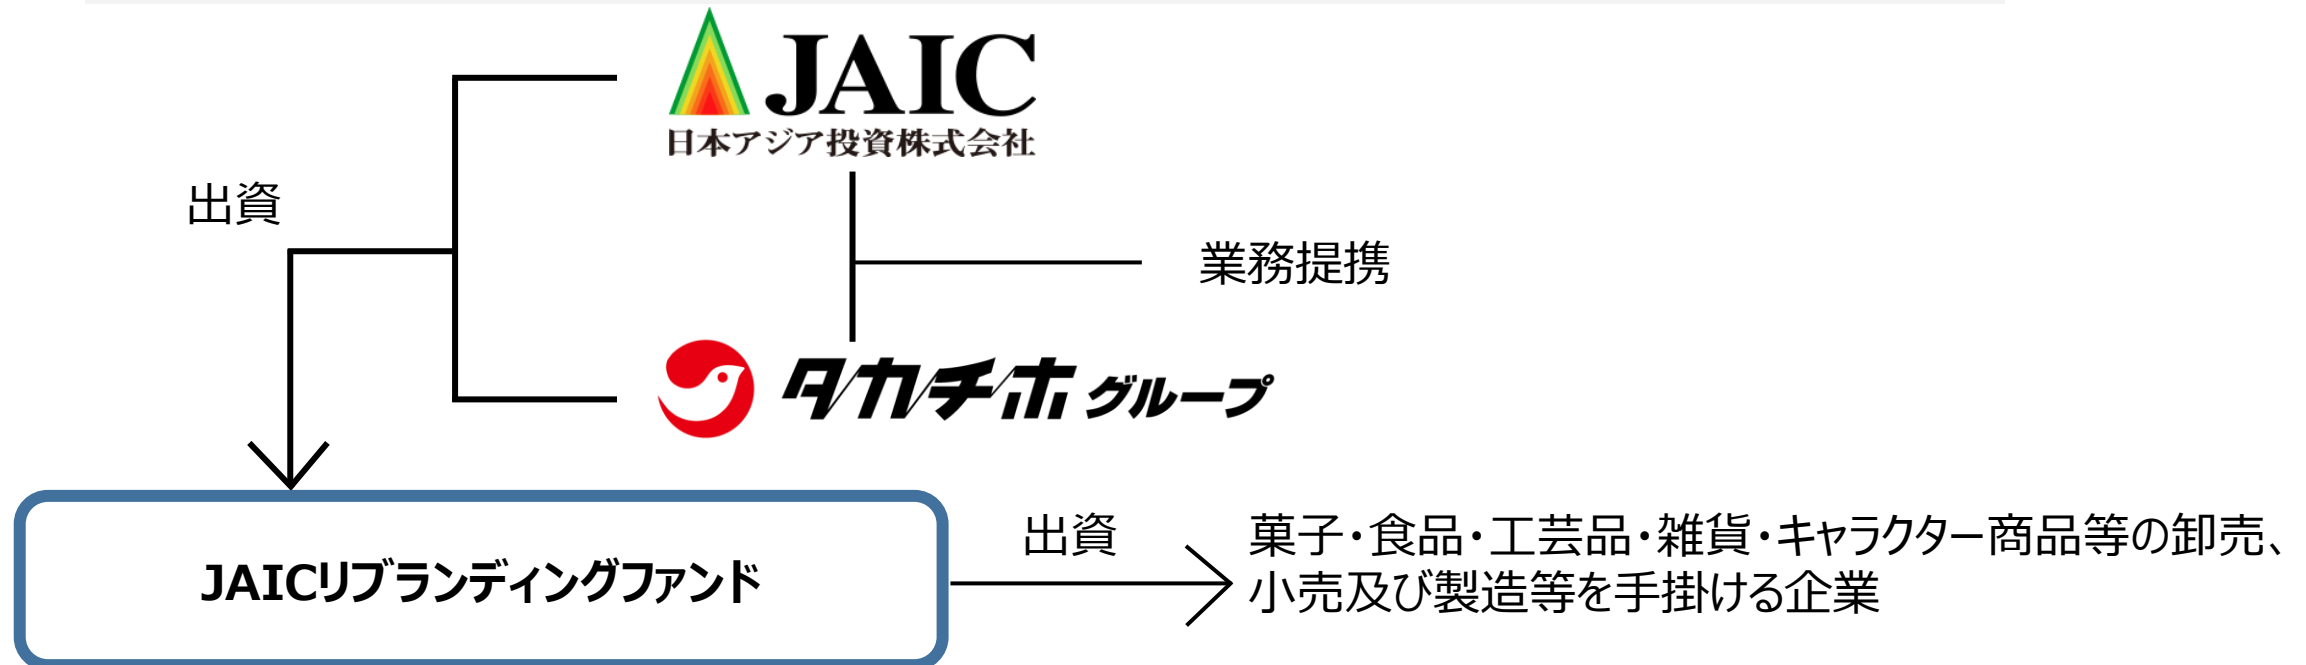 JAIC
日本アジア投資株式会社
出資
業務提携
タカチホ グループ
JAICリブランディングファンド
出資
菓子・食品・工芸品・雑貨・キャラクター商品等の卸売、
小売及び製造等を手掛ける企業